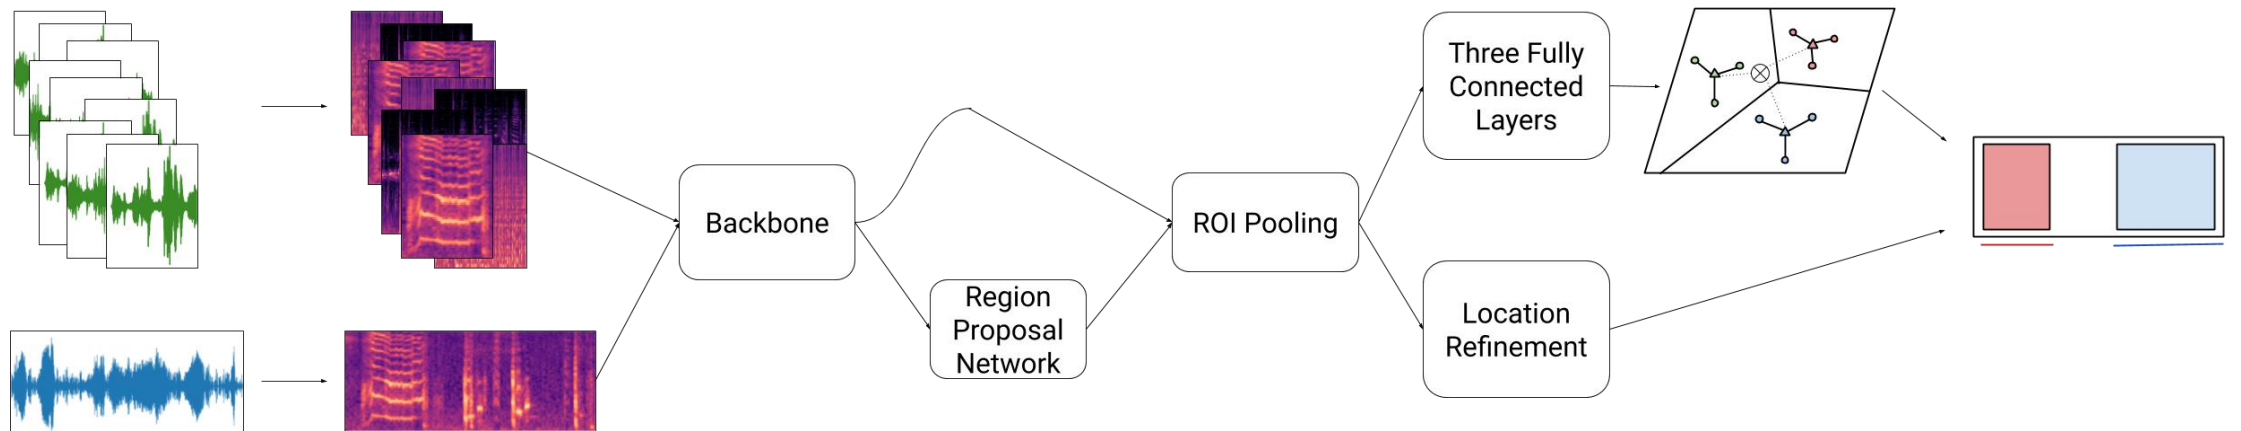 Backbone
Region
Proposal
Network
ROI Pooling
Three Fully
Connected
Layers
Location
Refinement